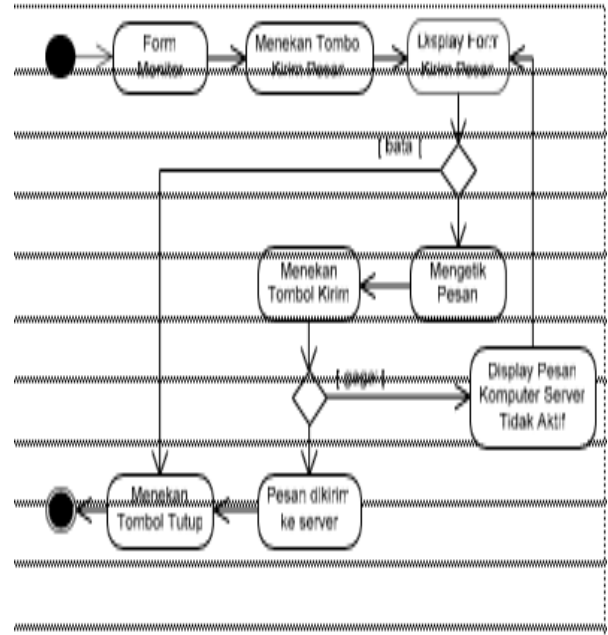 Form
Monitor
Menekan Tombo
Kirim Pesan
Display Form
Kirim Pesan
[ bata [
Menekan
Tombol Kirim
Mengetik
Pesan
[ gagal [
Display Pesan
Komputer Server
Tidak Aktif
Menekan
Tombol Tutup
Pesan dikirim
ke server